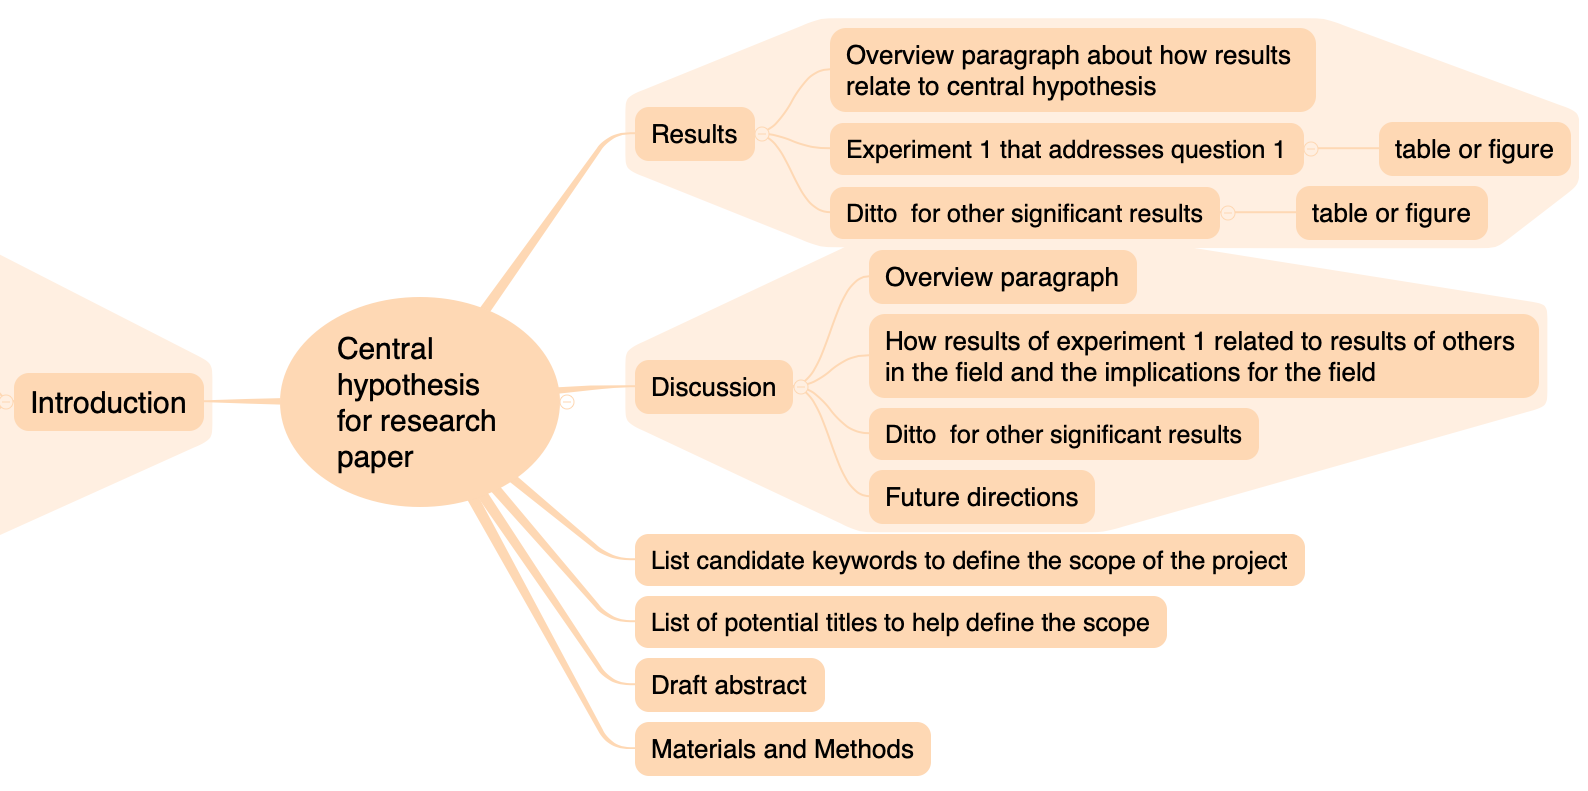 Overview paragraph about how results
relate to central hypothesis
Results
Experiment 1 that addresses question 1
table or figure
Ditto  for other significant results
table or figure
Overview paragraph
How results of experiment 1 related to results of others
in the field and the implications for the field
Discussion
Ditto  for other significant results
Future directions
Central
hypothesis
for research
paper
Introduction
List candidate keywords to define the scope of the project
List of potential titles to help define the scope
Draft abstract
Materials and Methods